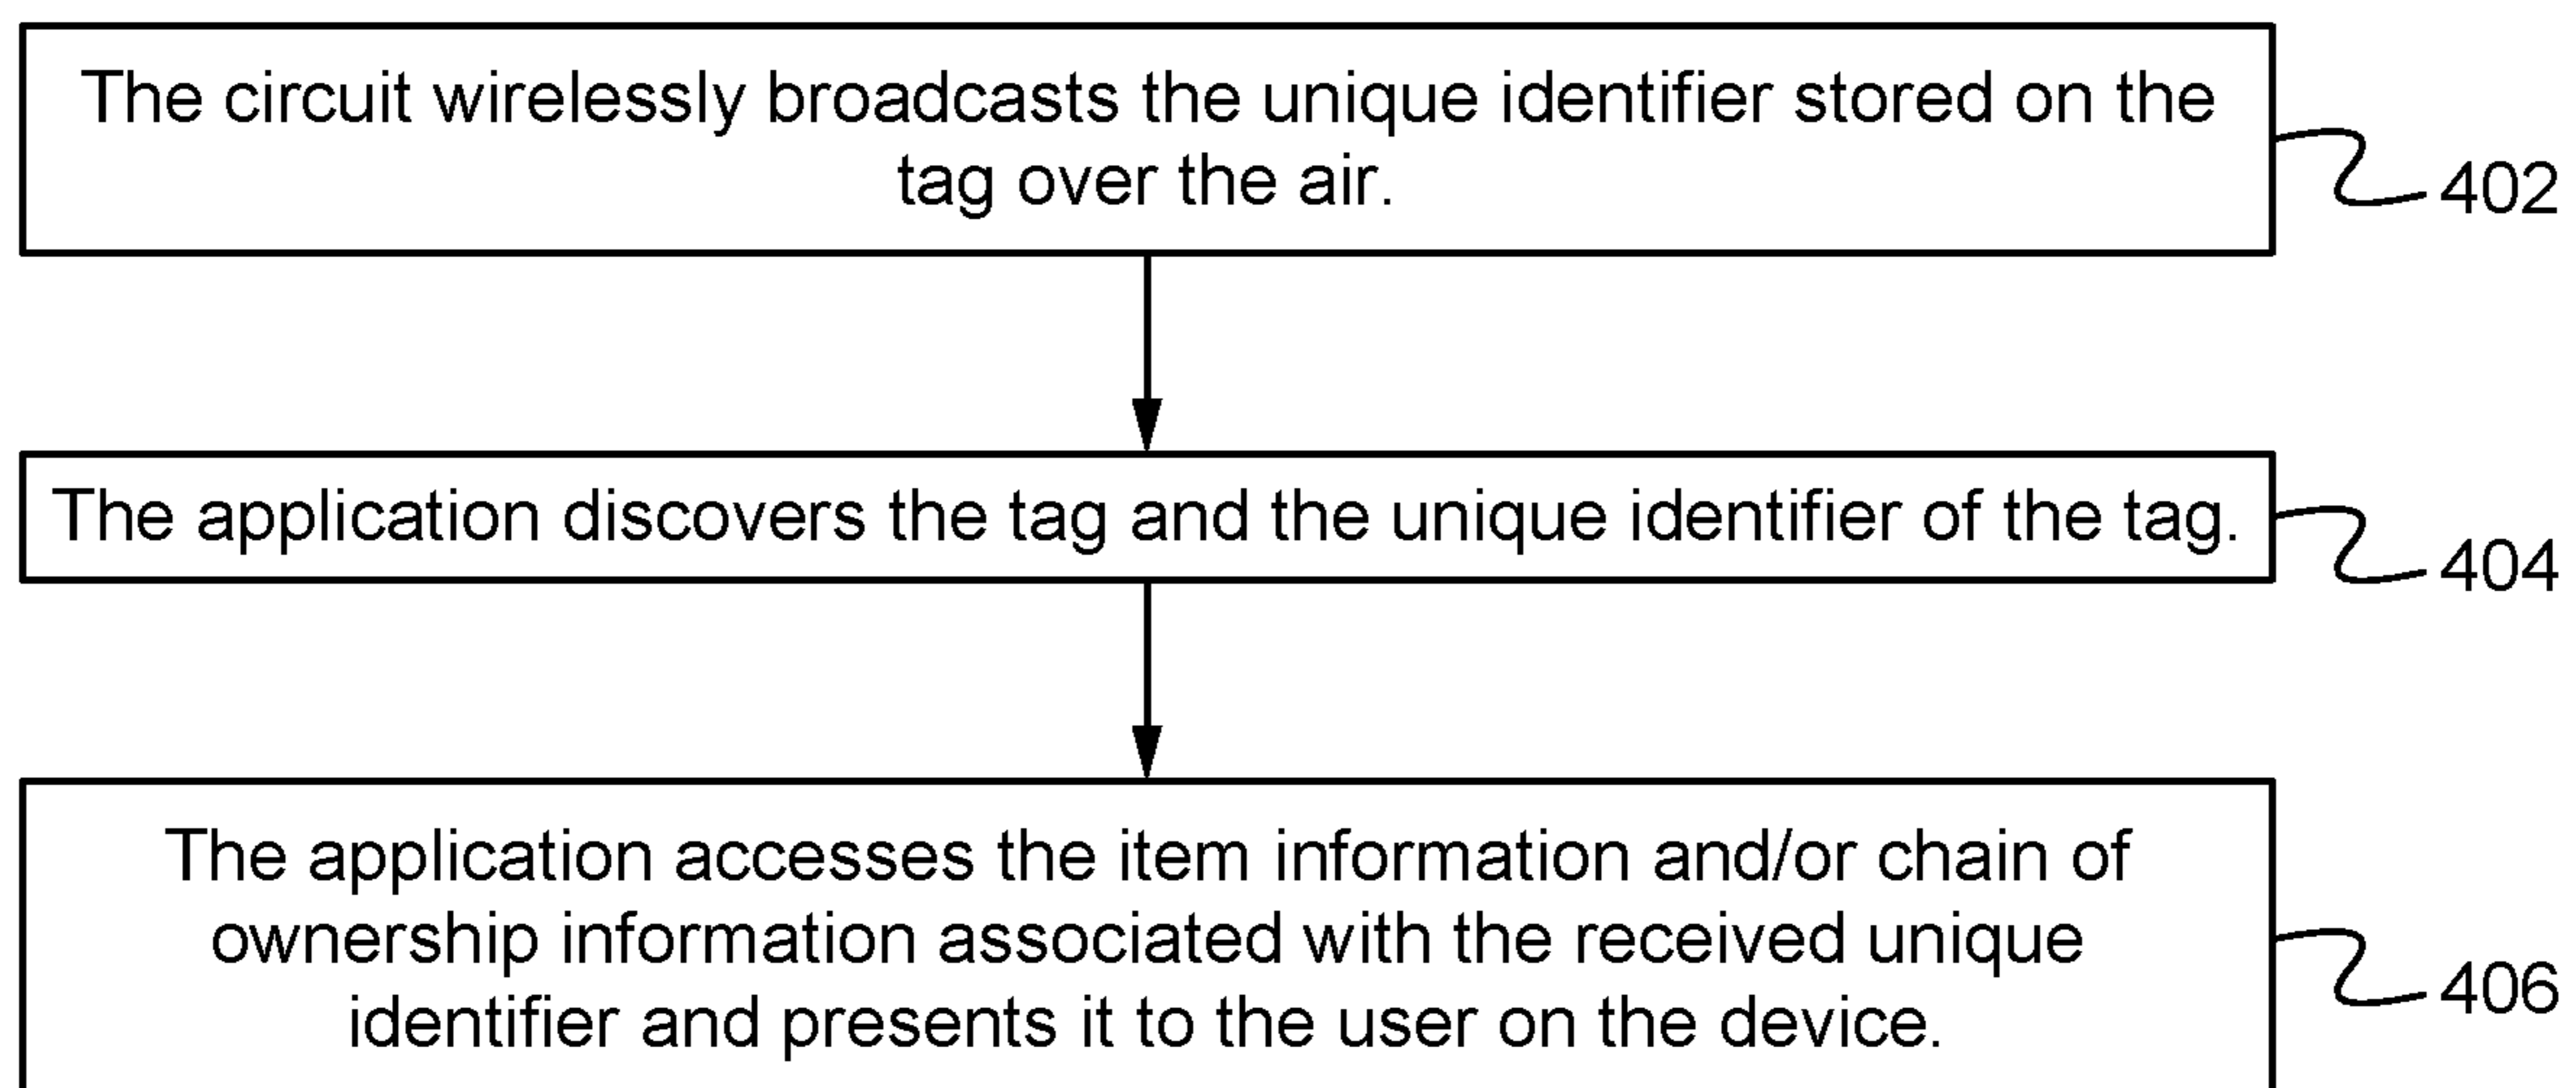 The circuit wirelessly broadcasts the unique identifier stored on the
tag over the air.
402
The application discovers the tag and the unique identifier of the tag.
404
The application accesses the item information and/or chain of
ownership information associated with the received unique
identifier and presents it to the user on the device.
406